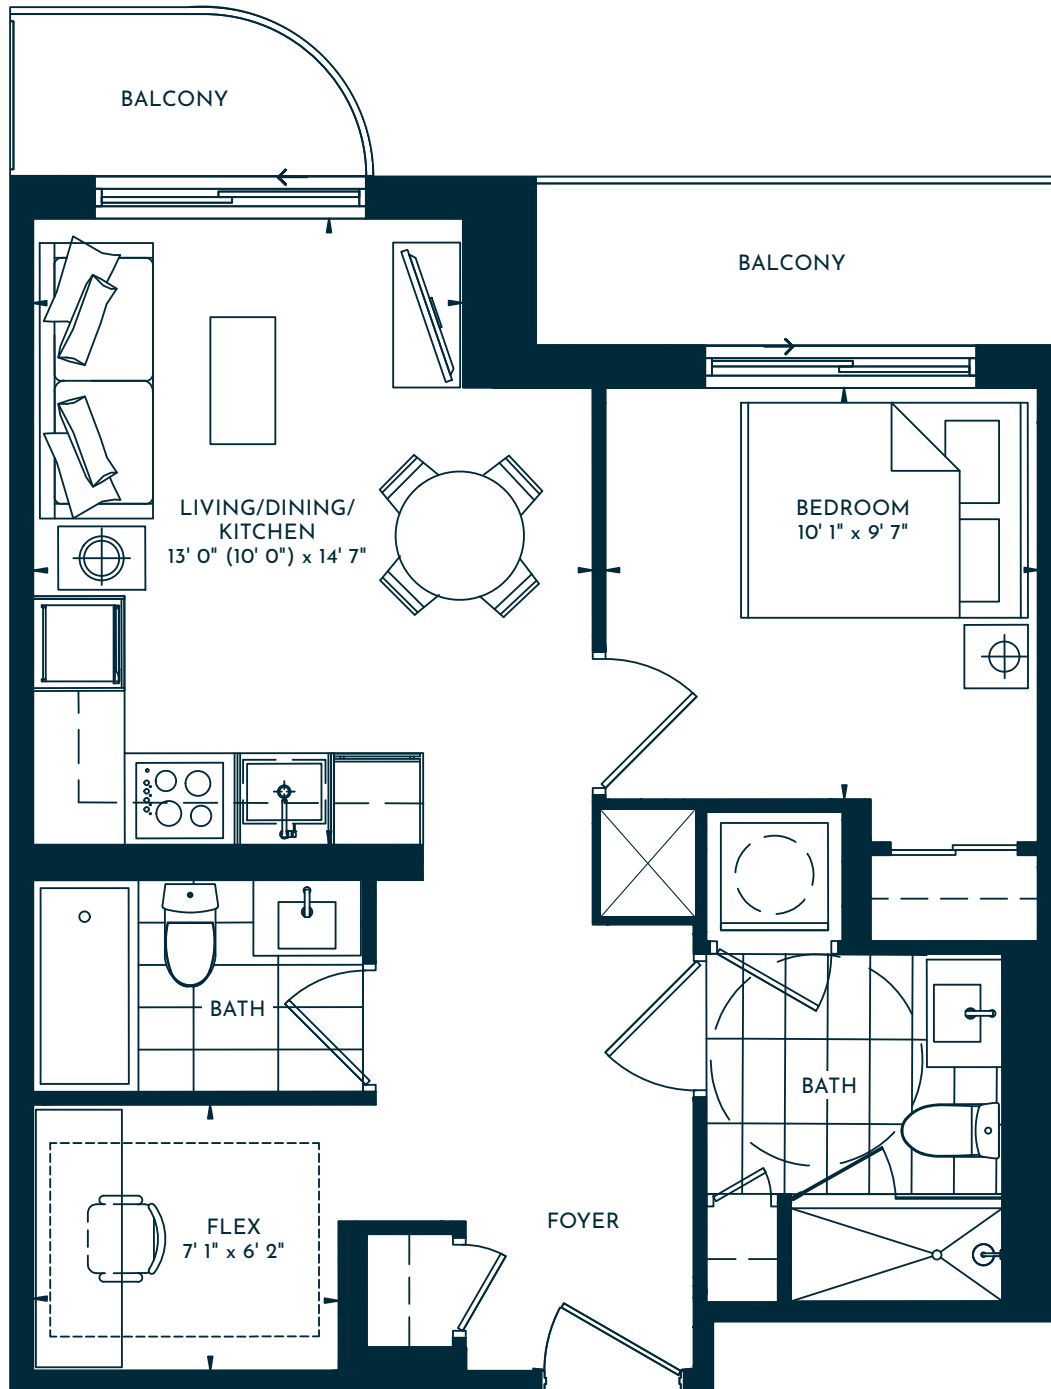 BALCONY
BALCONY
LIVING/DINING/
KITCHEN
13' 0" (10' 0") x 14' 7"
BEDROOM
10' 1" x 9' 7"
BATH
BATH
FLEX
7' 1" x 6' 2"
FOYER